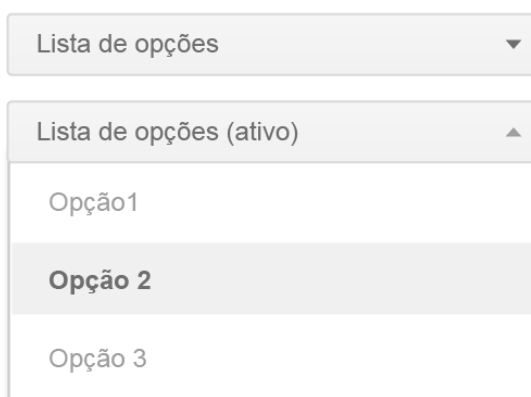 Lista de opções
Lista de opções (ativo)
Opção1
Opção 2
Opção 3